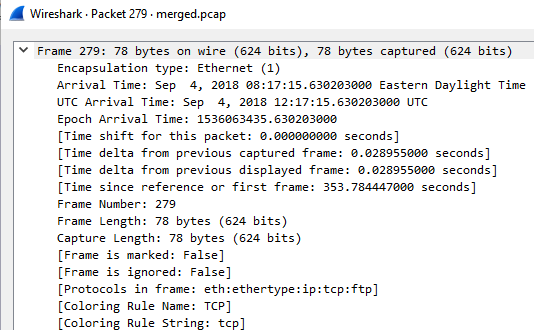 Wireshark · Packet 279 · merged.pcap
Frame 279: 78 bytes on wire (624 bits), 78 bytes captured (624 bits)
Encapsulation type: Ethernet (1)
Arrival Time: Sep  4, 2018 08:17:15.630203000 Eastern Daylight Time
UTC Arrival Time: Sep  4, 2018 12:17:15.630203000 UTC
Epoch Arrival Time: 1536063435.630203000
[Time shift for this packet: 0.000000000 seconds]
[Time delta from previous captured frame: 0.028955000 seconds]
[Time delta from previous displayed frame: 0.028955000 seconds]
[Time since reference or first frame: 353.784447000 seconds]
Frame Number: 279
Frame Length: 78 bytes (624 bits)
Capture Length: 78 bytes (624 bits)
[Frame is marked: False]
[Frame is ignored: False]
[Protocols in frame: eth:ethertype:ip:tcp:ftp]
[Coloring Rule Name: TCP]
[Coloring Rule String: tcp]